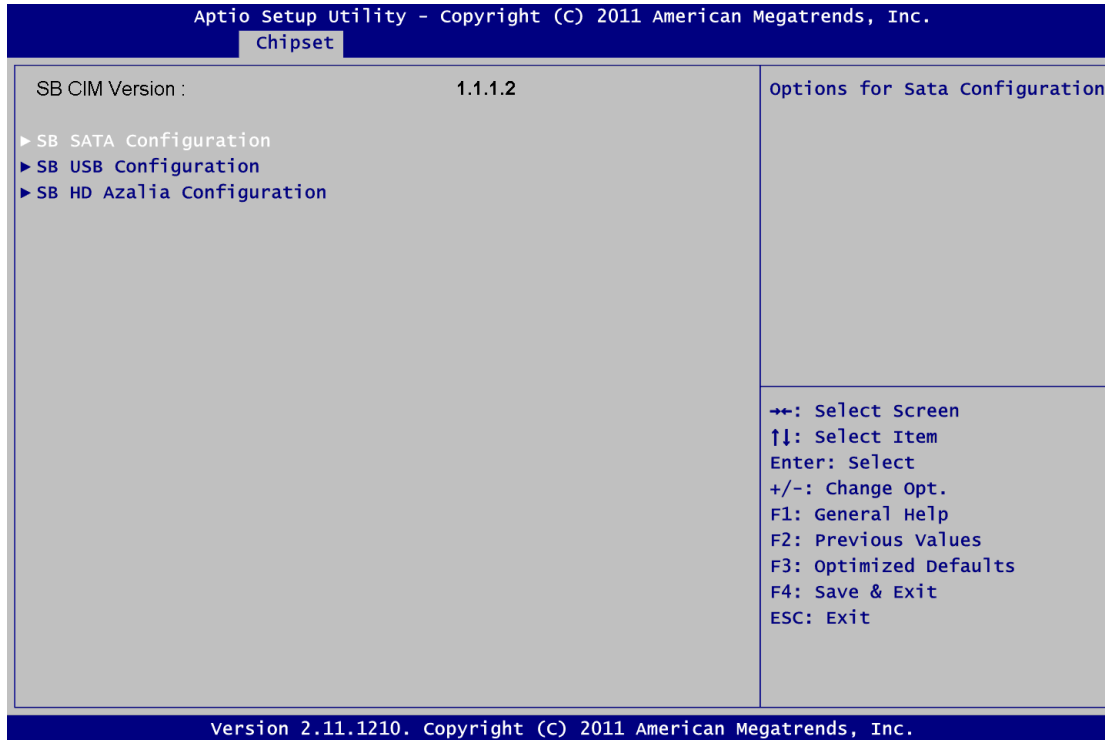 Aptio Setup Utility - Copyright (C) 2011 American Megatrends, Inc.
Chipset
SB CIM Version : 1.1.1.2
▶ SB SATA Configuration
▶ SB USB Configuration
▶ SB HD Azalia Configuration
Options for Sata Configuration
→←: Select Screen
↑↓: Select Item
Enter: Select
+/-: Change Opt.
F1: General Help
F2: Previous Values
F3: Optimized Defaults
F4: Save & Exit
ESC: Exit
Version 2.11.1210. Copyright (C) 2011 American Megatrends, Inc.